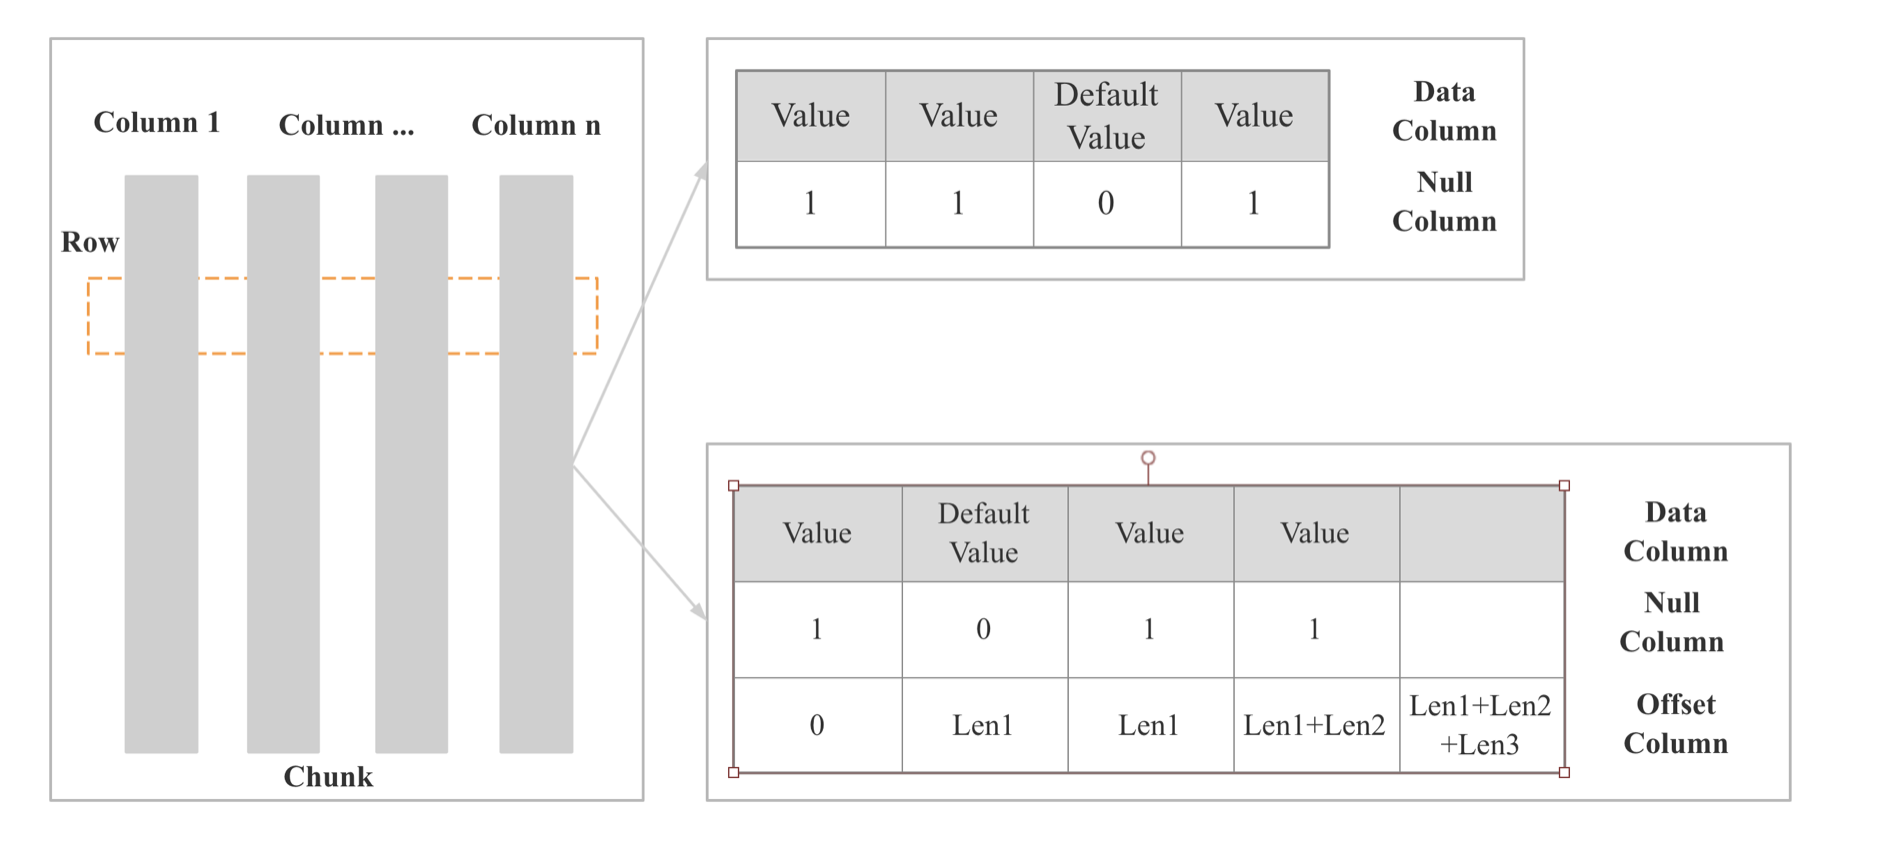 Column 1
Column ...
Column n
Row
Chunk
Value
Value
Default
Value
Value
Data
Column
1
1
0
1
Null
Column
Value
Default
Value
Value
Value
Data
Column
1
0
1
1
Null
Column
0
Len1
Len1
Len1+Len2
Len1+Len2
+Len3
Offset
Column